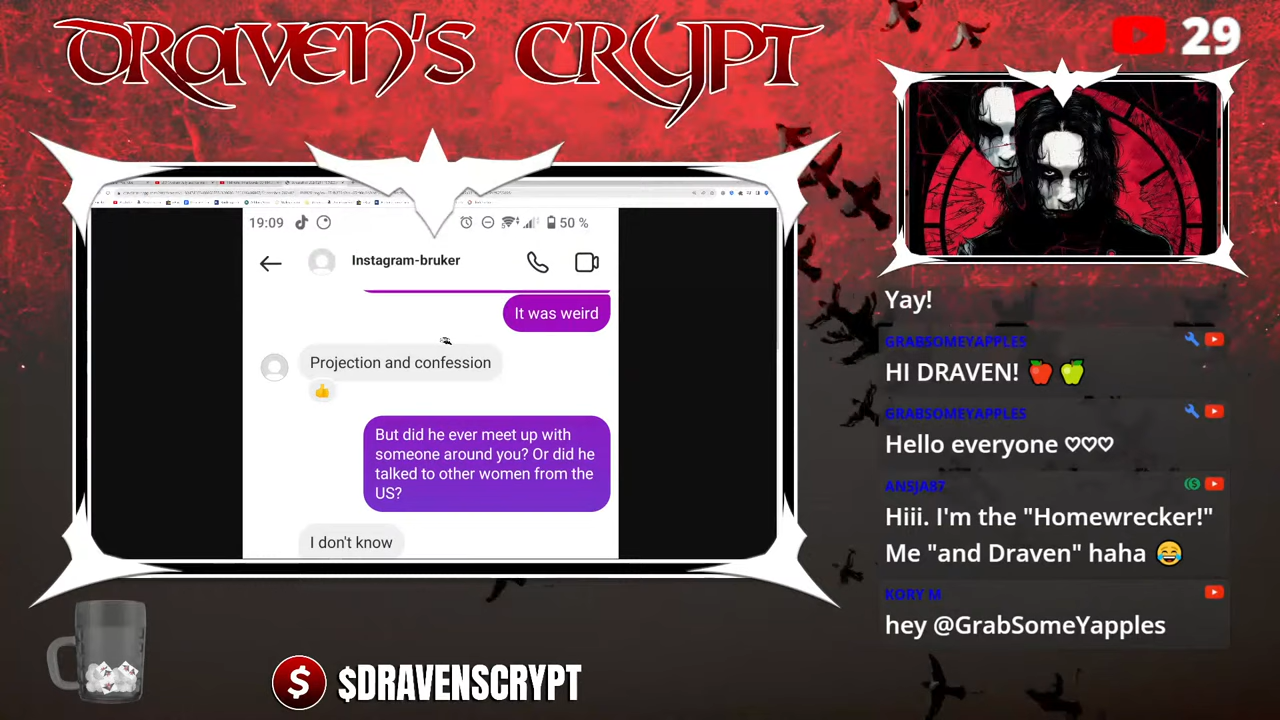 DRAVEN'S CRYPT
29
19:09
50 %
Instagram-bruker
It was weird
Projection and confession
👍
But did he ever meet up with
someone around you? Or did he
talked to other women from the
US?
I don't know
Yay!
GRABSOMEYAPPLES
HI DRAVEN! 🍎 🍏
GRABSOMEYAPPLES
Hello everyone ♡♡♡
ANSJA87
Hiii. I'm the "Homewrecker!"
Me "and Draven" haha 😂
KORY M
hey @GrabSomeYapples
$ $DRAVENSCRYPT